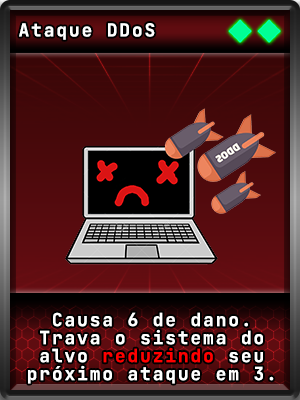 Ataque DDoS
DDOS
Causa 6 de dano.
Trava o sistema do
alvo reduzindo seu
próximo ataque em 3.